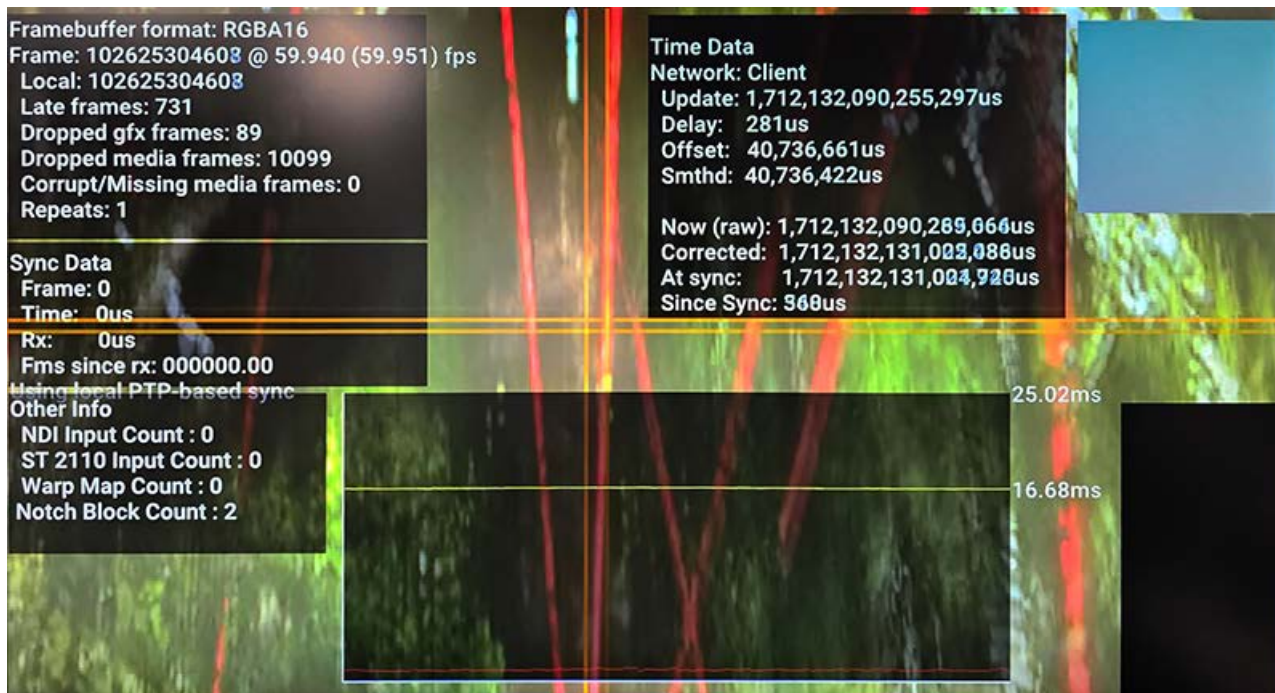 Framebuffer format: RGBA16
Frame: 102625304608 @ 59.940 (59.951) fps
Local: 102625304608
Late frames: 731
Dropped gfx frames: 89
Dropped media frames: 10099
Corrupt/Missing media frames: 0
Repeats: 1
Sync Data
Frame: 0
Time: 0us
Rx: 0us
Fms since rx: 000000.00
Using local PTP-based sync
Other Info
NDI Input Count : 0
ST 2110 Input Count : 0
Warp Map Count : 0
Notch Block Count : 2
Time Data
Network: Client
Update: 1,712,132,090,255,297us
Delay: 281us
Offset: 40,736,661us
Smthd: 40,736,422us
Now (raw):
Corrected:
At sync:
Since Sync:
25.02ms
16.68ms